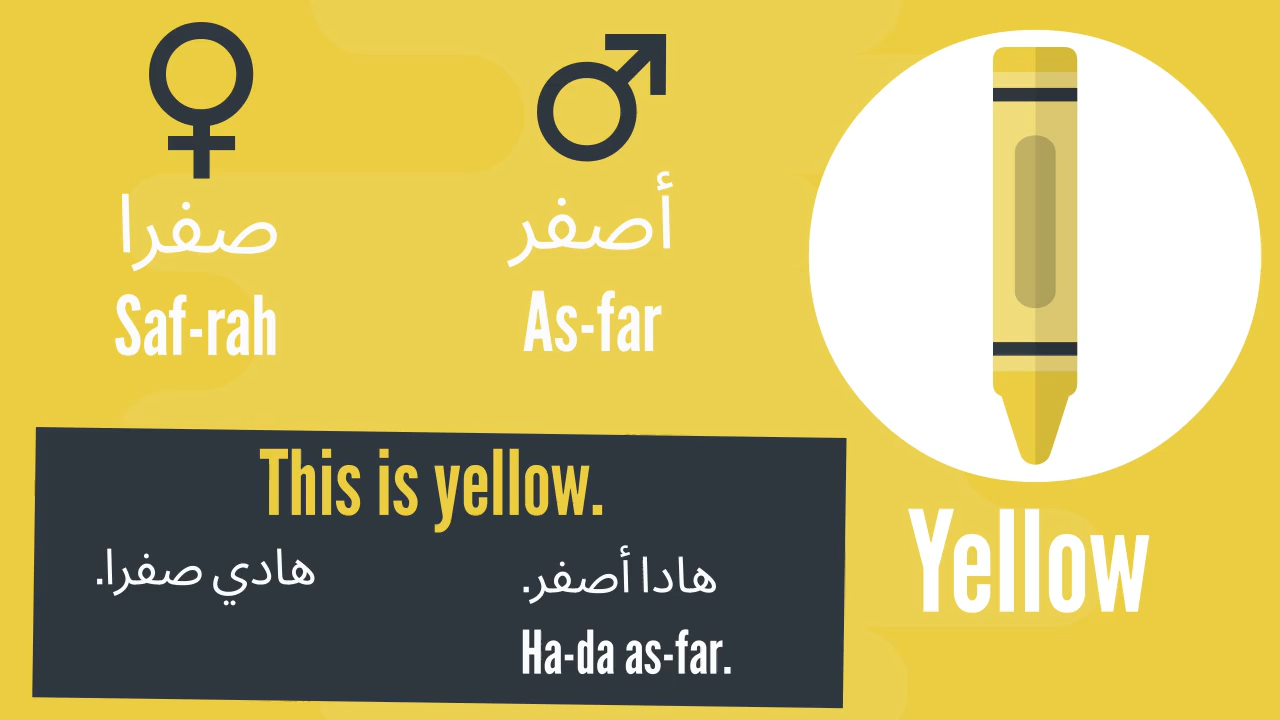 صفرا
أصفر
Saf-rah
As-far
This is yellow.
هادي صفرا.
هادا أصفر.
Ha-da as-far.
Yellow